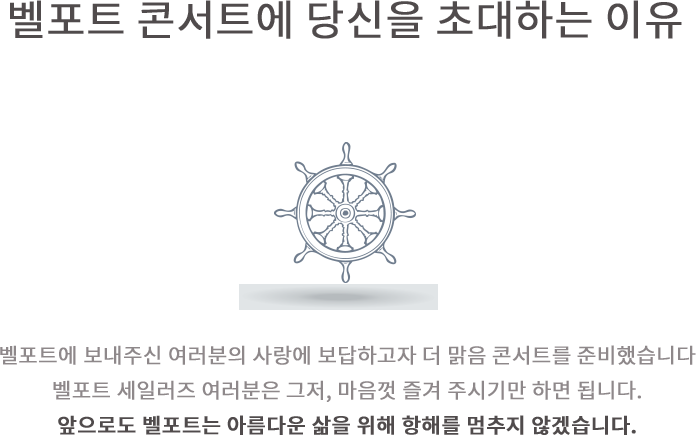 벨포트 콘서트에 당신을 초대하는 이유
벨포트에 보내주신 여러분의 사랑에 보답하고자 더 맑음 콘서트를 준비했습니다
벨포트 세일러즈 여러분은 그저, 마음껏 즐겨 주시기만 하면 됩니다.
앞으로도 벨포트는 아름다운 삶을 위해 항해를 멈추지 않겠습니다.